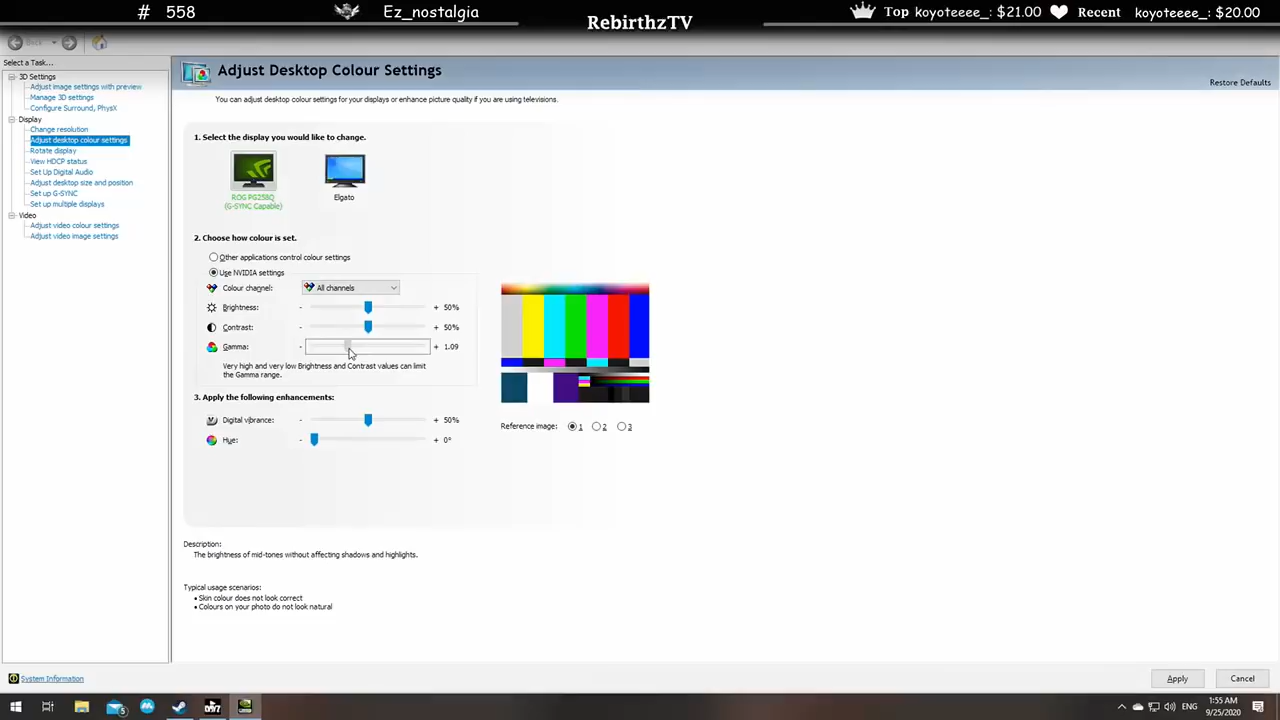 # 558 Ez_nostalgia RebirthzTV Top koyoteeee_: $21.00 Recent koyoteeee_: $20.00
Back
Select a Task...
3D Settings
Adjust image settings with preview
Manage 3D settings
Configure Surround, PhysX
Display
Change resolution
Adjust desktop colour settings
Rotate display
View HDCP status
Set Up Digital Audio
Adjust desktop size and position
Set up G-SYNC
Set up multiple displays
Video
Adjust video colour settings
Adjust video image settings
System Information
Adjust Desktop Colour Settings
Restore Defaults
You can adjust desktop colour settings for your displays or enhance picture quality if you are using televisions.
1. Select the display you would like to change.
ROG PG258Q
(G-SYNC Capable)
Elgato
2. Choose how colour is set.
Other applications control colour settings
Use NVIDIA settings
Colour channel: All channels
Brightness: - + 50%
Contrast: - + 50%
Gamma: - + 1.09
Very high and very low Brightness and Contrast values can limit
the Gamma range.
3. Apply the following enhancements:
Digital vibrance: - + 50%
Hue: - + 0°
Reference image: 1 2 3
Description:
The brightness of mid-tones without affecting shadows and highlights.
Typical usage scenarios:
• Skin colour does not look correct
• Colours on your photo do not look natural
Apply Cancel
5
ENG
1:55 AM
9/25/2020